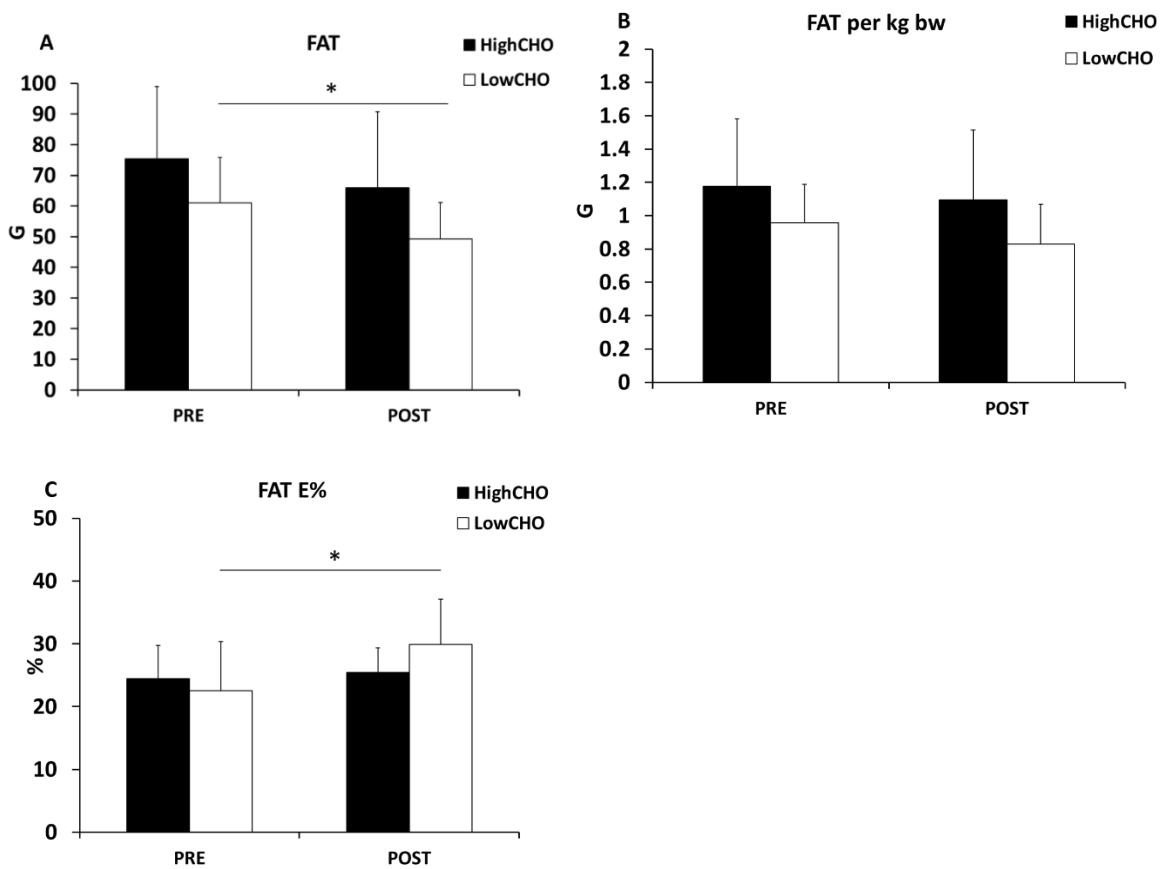 A
FAT
HighCHO
LowCHO
*
100
90
80
70
60
50
40
30
20
10
0
G
PRE
POST
B
FAT per kg bw
HighCHO
LowCHO
2
1.8
1.6
1.4
1.2
1
0.8
0.6
0.4
0.2
0
G
PRE
POST
C
FAT E%
HighCHO
LowCHO
*
50
40
30
20
10
0
%
PRE
POST